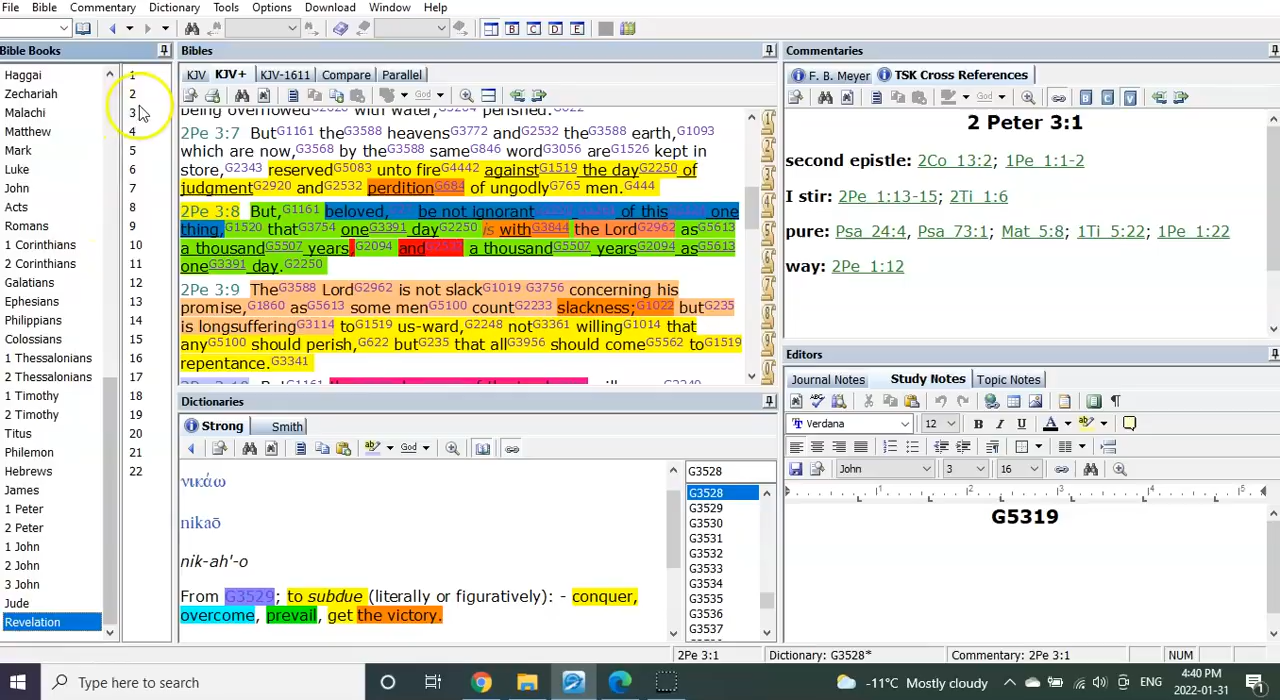 File Bible Commentary Dictionary Tools Options Download Window Help
B C D E
Bible Books
Haggai
Zechariah
Malachi
Matthew
Mark
Luke
John
Acts
Romans
1 Corinthians
2 Corinthians
Galatians
Ephesians
Philippians
Colossians
1 Thessalonians
2 Thessalonians
1 Timothy
2 Timothy
Titus
Philemon
Hebrews
James
1 Peter
2 Peter
1 John
2 John
3 John
Jude
Revelation
1
2
3
4
5
6
7
8
9
10
11
12
13
14
15
16
17
18
19
20
21
22
Bibles
KJV KJV+ KJV-1611 Compare Parallel
God
being overflowed with water, perished.
2Pe 3:7 But G1161 the G3588 heavens G3772 and G2532 the G3588 earth, G1093
which are now, G3568 by the G3588 same G846 word G3056 are G1526 kept in
store, G2343 reserved G5083 unto fire G4442 against G1519 the day G2250 of
judgment G2920 and G2532 perdition G684 of ungodly G765 men. G444
2Pe 3:8 But, G1161 beloved, be not ignorant of this one
thing, G1520 that G3754 one G3391 day G2250 is with G3844 the Lord G2962 as G5613
a thousand G5507 years, G2094 and a thousand G5507 years G2094 as G5613
one G3391 day. G2250
2Pe 3:9 The G3588 Lord G2962 is not slack G1019 G3756 concerning his
promise, G1860 as G5613 some men G5100 count G2233 slackness; G1022 but G235
is longsuffering G3114 to G1519 us-ward, G2248 not G3361 willing G1014 that
any G5100 should perish, G622 but G235 that all G3956 should come G5562 to G1519
repentance. G3341
Dictionaries
Strong Smith
God
νικάω
nikaō
nik-ah'-o
From G3529; to subdue (literally or figuratively): - conquer,
overcome, prevail, get the victory.
G3528
G3528
G3529
G3530
G3531
G3532
G3533
G3534
G3535
G3536
G3537
Commentaries
F. B. Meyer TSK Cross References
God B C V
2 Peter 3:1
second epistle: 2Co 13:2; 1Pe 1:1-2
I stir: 2Pe 1:13-15; 2Ti 1:6
pure: Psa 24:4, Psa 73:1; Mat 5:8; 1Ti 5:22; 1Pe 1:22
way: 2Pe 1:12
Editors
Journal Notes Study Notes Topic Notes
Verdana 12 B I U A
John 3 16
1 2 3 4 5
G5319
2Pe 3:1 Dictionary: G3528* Commentary: 2Pe 3:1 NUM
Type here to search
-11°C Mostly cloudy ENG
4:40 PM
2022-01-31